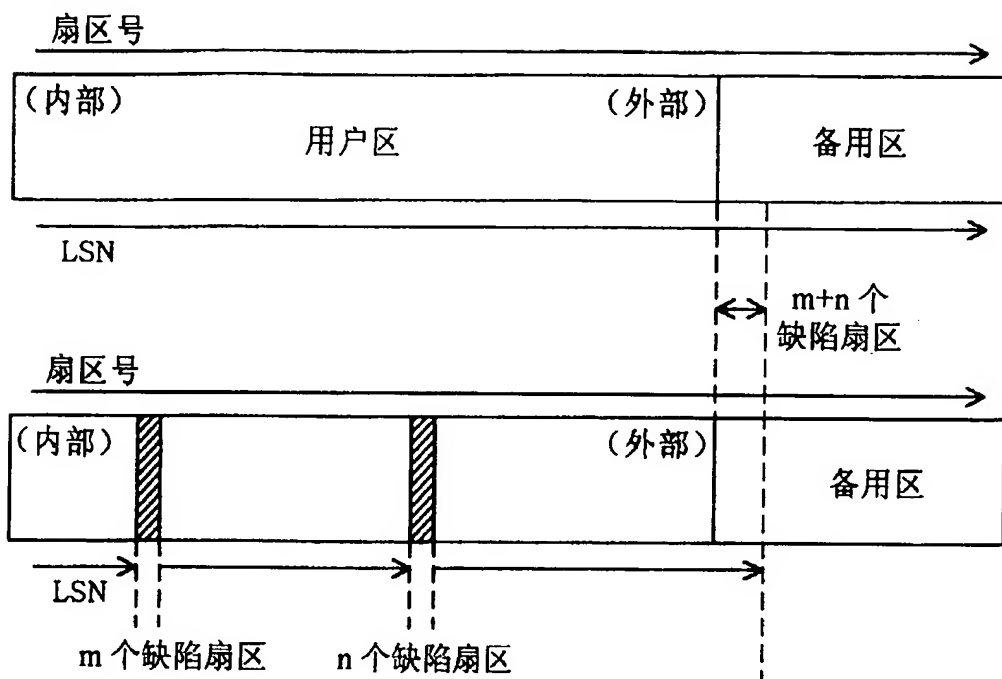 扇区号
（内部）
（外部）
用户区
备用区
LSN
m+n 个
缺陷扇区
扇区号
（内部）
（外部）
备用区
LSN
m 个缺陷扇区
n 个缺陷扇区